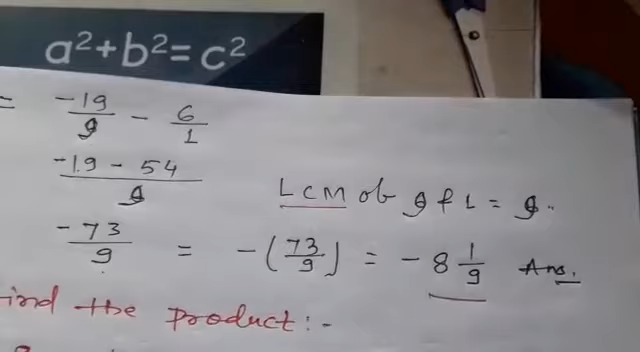 a²+b²=c²
= -19/9 - 6/1
-19 - 54/9 LCM of 9 & 1 = 9.
-73/9 = -(73/9) = -8 1/9 Ans.
ind the product:-